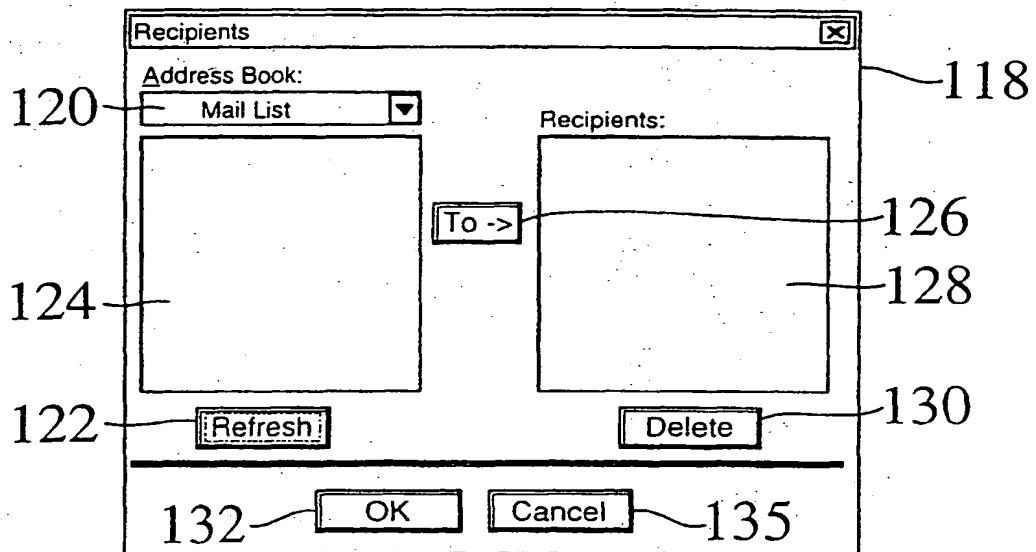 Recipients
118
Address Book:
120
Mail List
Recipients:
To ->
126
124
128
122
Refresh
Delete
130
132
OK
Cancel
135